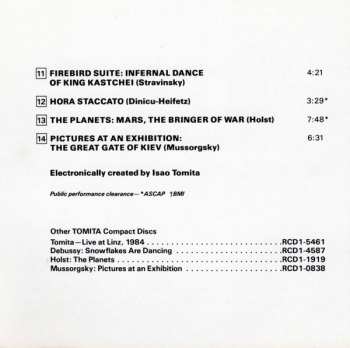 11 FIREBIRD SUITE: INFERNAL DANCE
OF KING KASTCHEI (Stravinsky) 4:21
12 HORA STACCATO (Dinicu-Heifetz) 3:29*
13 THE PLANETS: MARS, THE BRINGER OF WAR (Holst) 7:48*
14 PICTURES AT AN EXHIBITION: 6:31
THE GREAT GATE OF KIEV (Mussorgsky)
Electronically created by Isao Tomita
Public performance clearance—*ASCAP †BMI
Other TOMITA Compact Discs
Tomita—Live at Linz, 1984 RCD1-5461
Debussy: Snowflakes Are Dancing RCD1-4587
Holst: The Planets RCD1-1919
Mussorgsky: Pictures at an Exhibition RCD1-0838